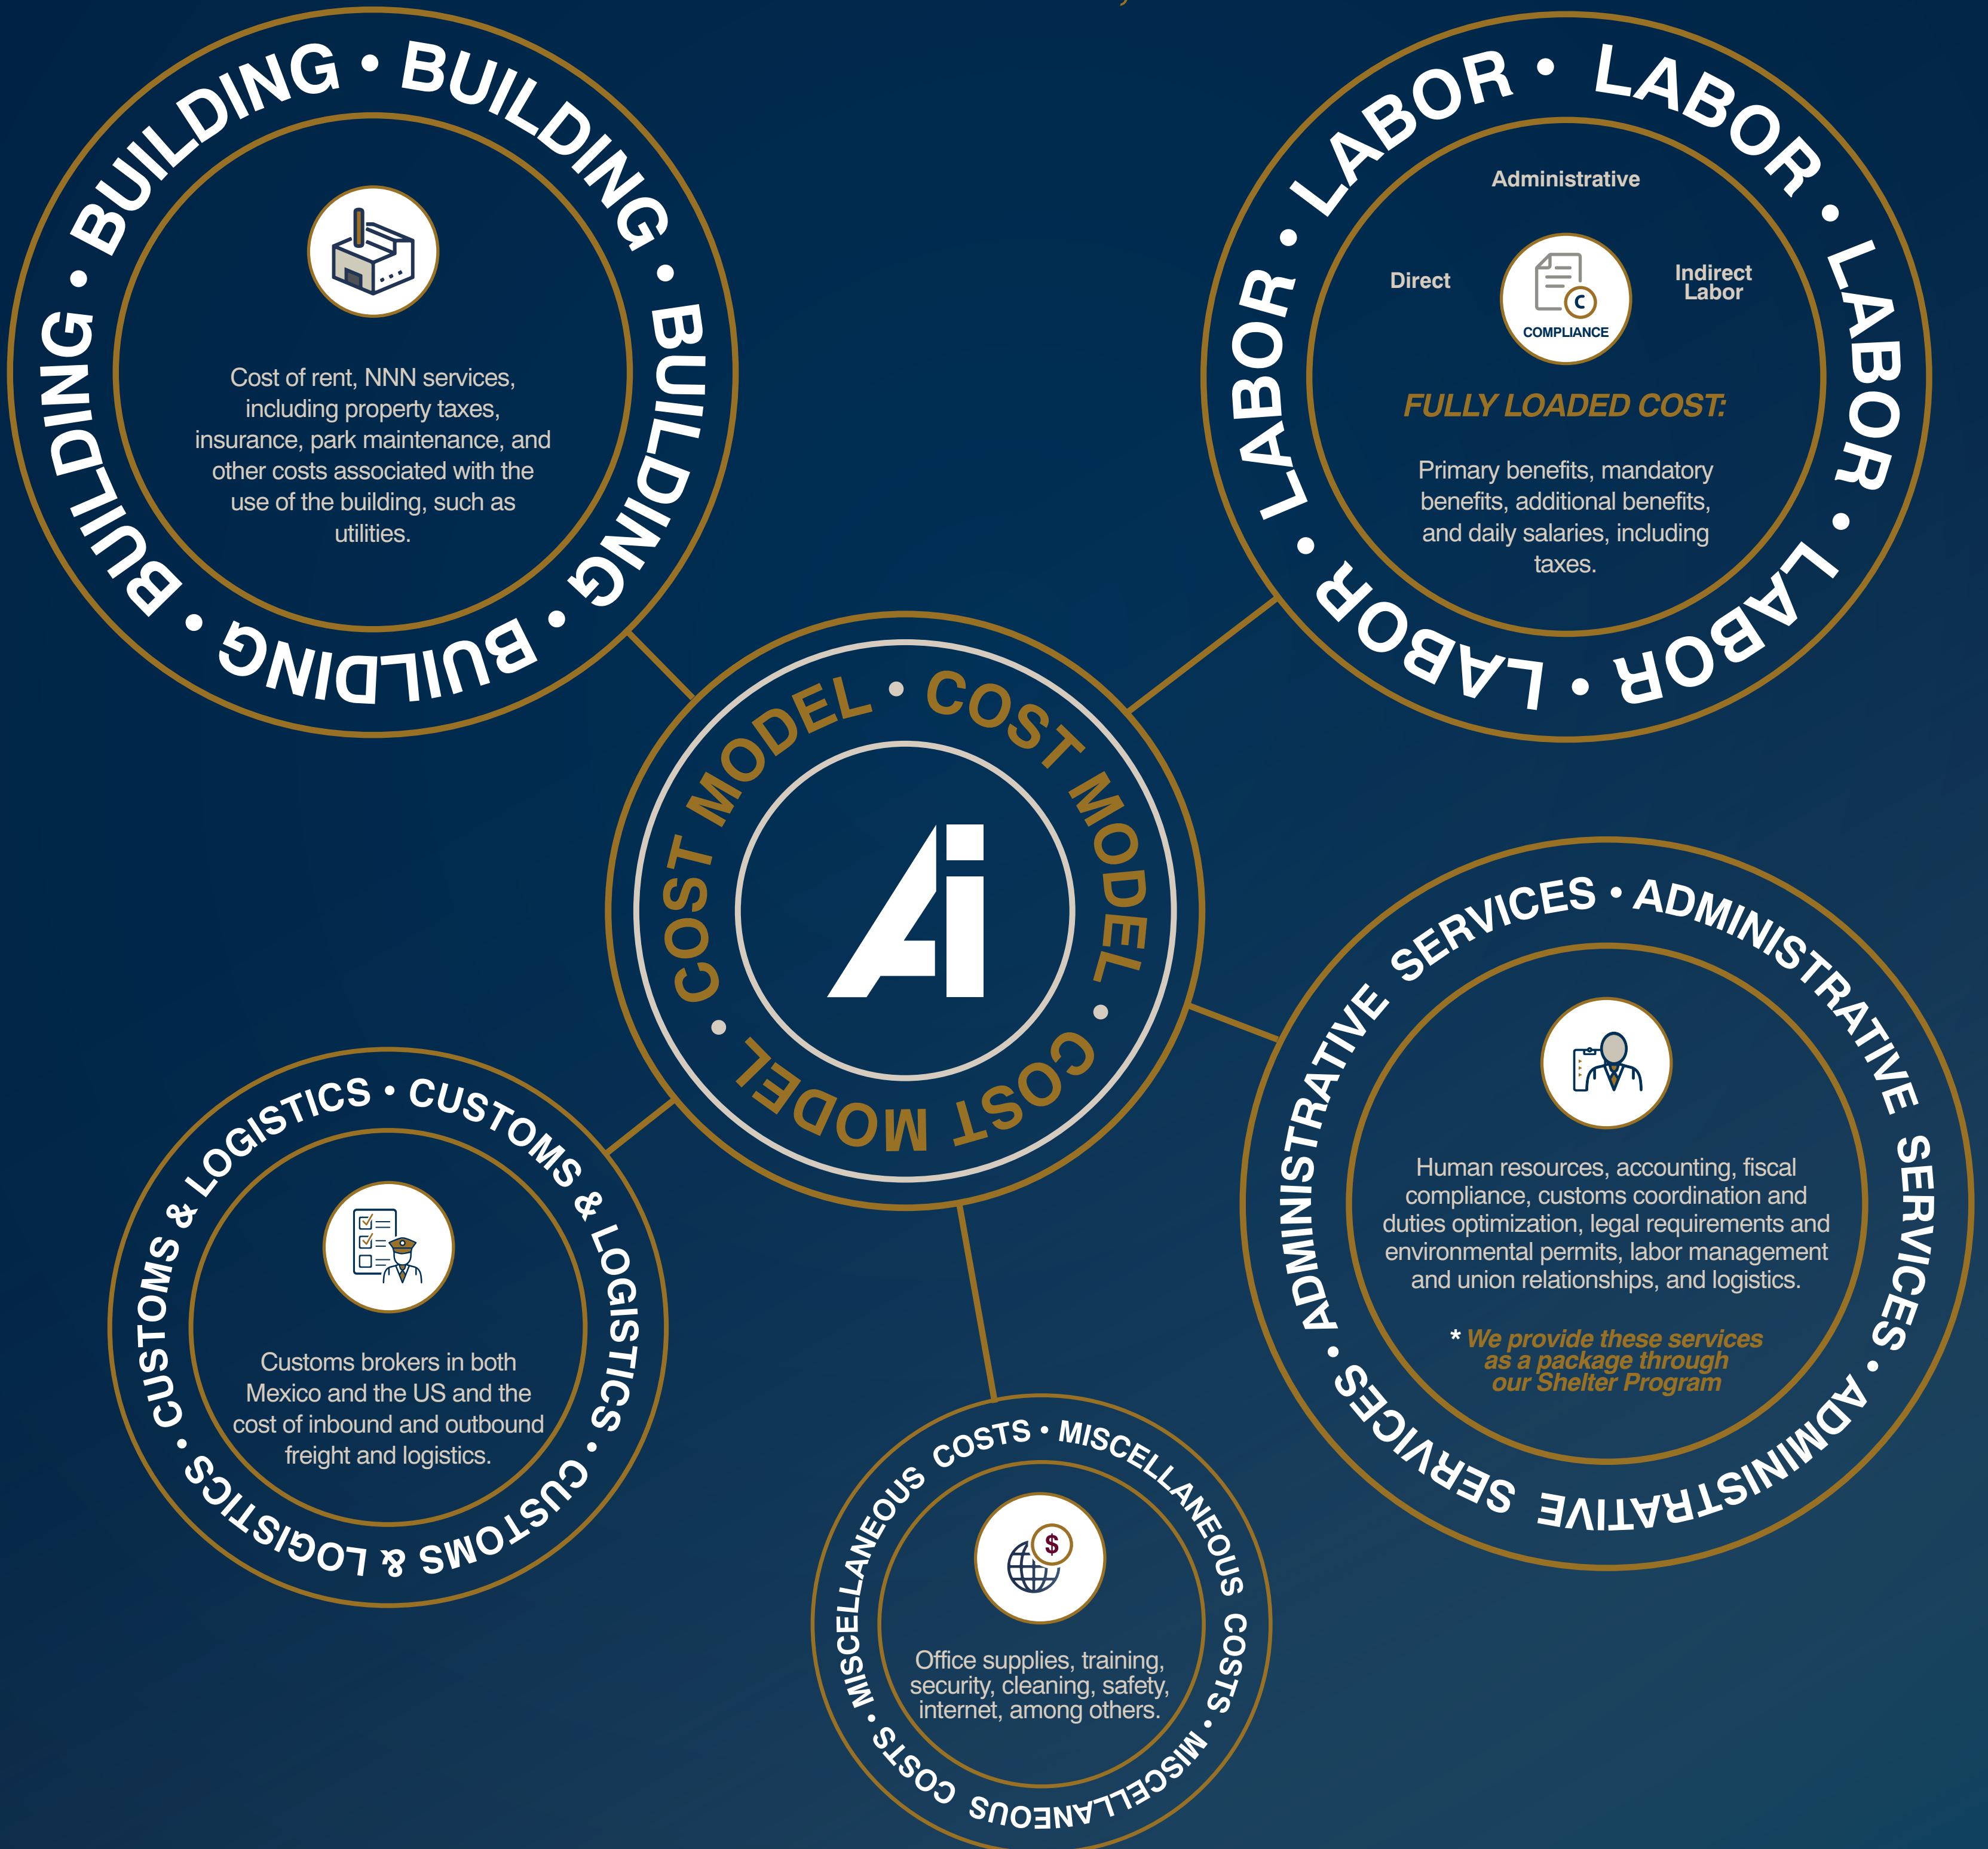 BUILDING • BUILDING • BUILDING • BUILDING • BUILDING • BUILDING •
Cost of rent, NNN services,
including property taxes,
insurance, park maintenance, and
other costs associated with the
use of the building, such as
utilities.
LABOR • LABOR • LABOR • LABOR • LABOR • LABOR •
Administrative
Direct
Indirect
Labor
C
COMPLIANCE
FULLY LOADED COST:
Primary benefits, mandatory
benefits, additional benefits,
and daily salaries, including
taxes.
COST MODEL • COST MODEL • COST MODEL •
Ai
ADMINISTRATIVE SERVICES • ADMINISTRATIVE SERVICES • ADMINISTRATIVE SERVICES •
Human resources, accounting, fiscal
compliance, customs coordination and
duties optimization, legal requirements and
environmental permits, labor management
and union relationships, and logistics.
* We provide these services
as a package through
our Shelter Program
CUSTOMS & LOGISTICS • CUSTOMS & LOGISTICS • CUSTOMS & LOGISTICS •
Customs brokers in both
Mexico and the US and the
cost of inbound and outbound
freight and logistics.
MISCELLANEOUS COSTS • MISCELLANEOUS COSTS • MISCELLANEOUS COSTS •
$
Office supplies, training,
security, cleaning, safety,
internet, among others.